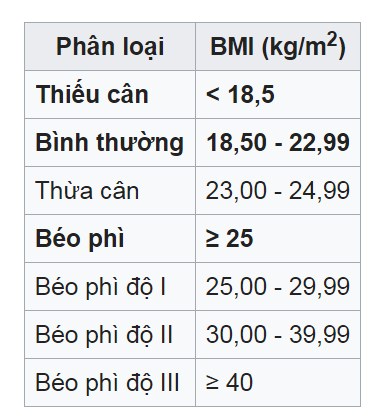 Phân loại BMI (kg/m²)
Thiếu cân < 18,5
Bình thường 18,50 - 22,99
Thừa cân 23,00 - 24,99
Béo phì ≥ 25
Béo phì độ I 25,00 - 29,99
Béo phì độ II 30,00 - 39,99
Béo phì độ III ≥ 40